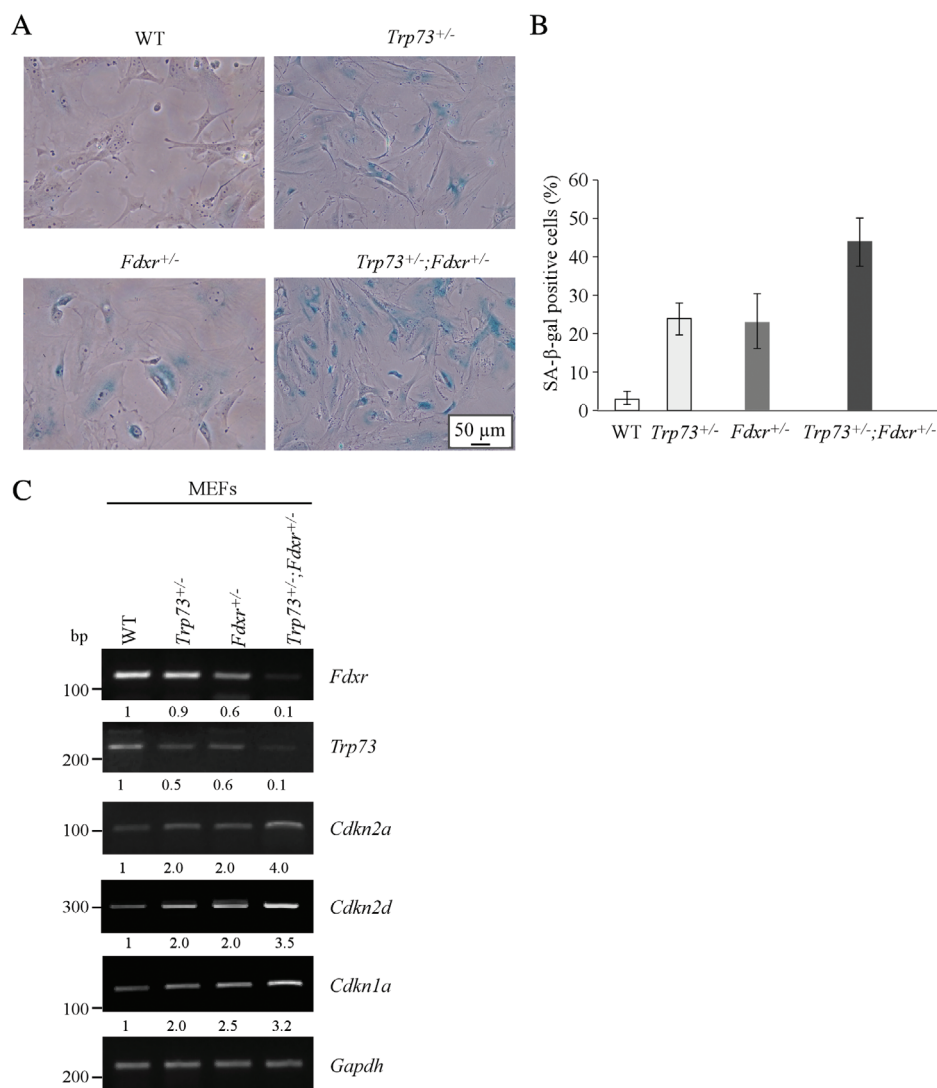 A
WT
Trp73+/-
Fdxr+/-
Trp73+/-;Fdxr+/-
50 µm
B
SA-β-gal positive cells (%)
60
50
40
30
20
10
0
WT Trp73+/- Fdxr+/- Trp73+/-;Fdxr+/-
C
MEFs
bp
WT
Trp73+/-
Fdxr+/-
Trp73+/-;Fdxr+/-
100
Fdxr
1 0.9 0.6 0.1
200
Trp73
1 0.5 0.6 0.1
100
Cdkn2a
1 2.0 2.0 4.0
300
Cdkn2d
1 2.0 2.0 3.5
Cdkn1a
100
1 2.0 2.5 3.2
Gapdh
200